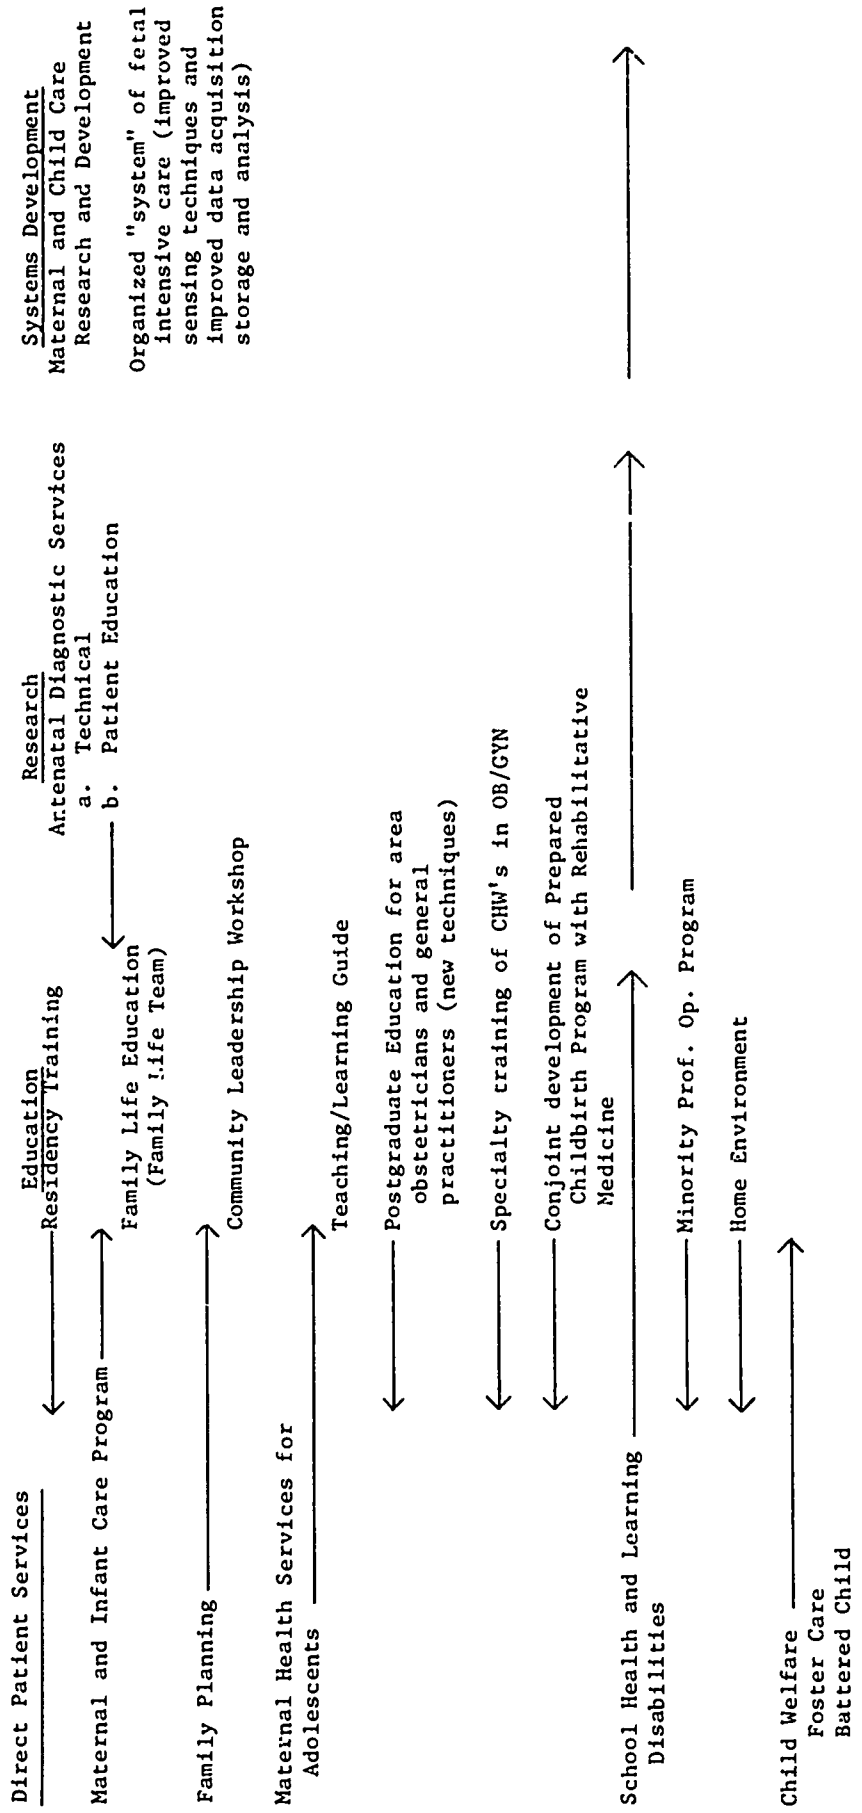 Direct Patient Services
Maternal and Infant Care Program
Family Planning
Maternal Health Services for
Adolescents
School Health and Learning
Disabilities
Child Welfare
Foster Care
Battered Child
Education
Residency Training
Family Life Education
(Family Life Team)
Community Leadership Workshop
Teaching/Learning Guide
Postgraduate Education for area
obstetricians and general
practitioners (new techniques)
Specialty training of CHW's in OB/GYN
Conjoint development of Prepared
Childbirth Program with Rehabilitative
Medicine
Minority Prof. Op. Program
Home Environment
Research
Antenatal Diagnostic Services
a. Technical
b. Patient Education
Systems Development
Maternal and Child Care
Research and Development
Organized "system" of fetal
intensive care (improved
sensing techniques and
improved data acquisition
storage and analysis)